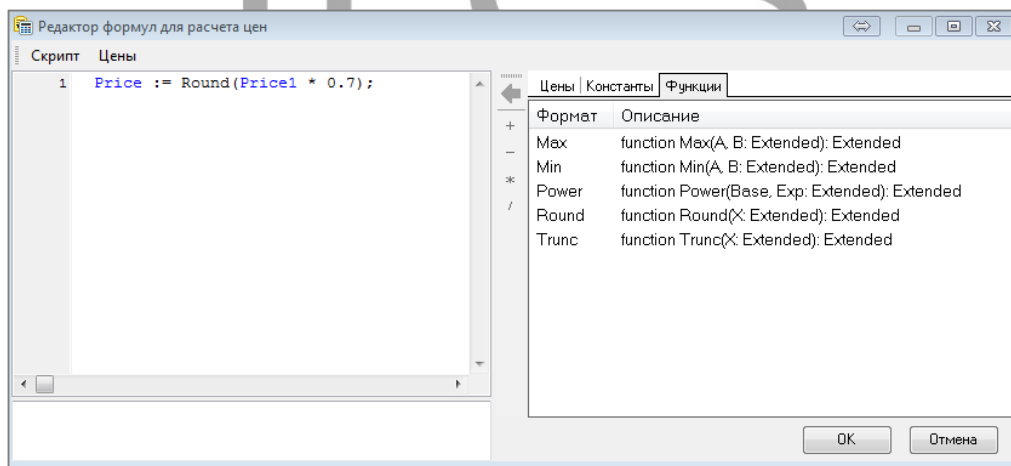 Редактор формул для расчета цен
Скрипт Цены
1 Price := Round(Price1 * 0.7);
Цены Константы Функции
Формат Описание
Max function Max(A, B: Extended): Extended
Min function Min(A, B: Extended): Extended
Power function Power(Base, Exp: Extended): Extended
Round function Round(X: Extended): Extended
Trunc function Trunc(X: Extended): Extended
+
−
*
/
OK Отмена